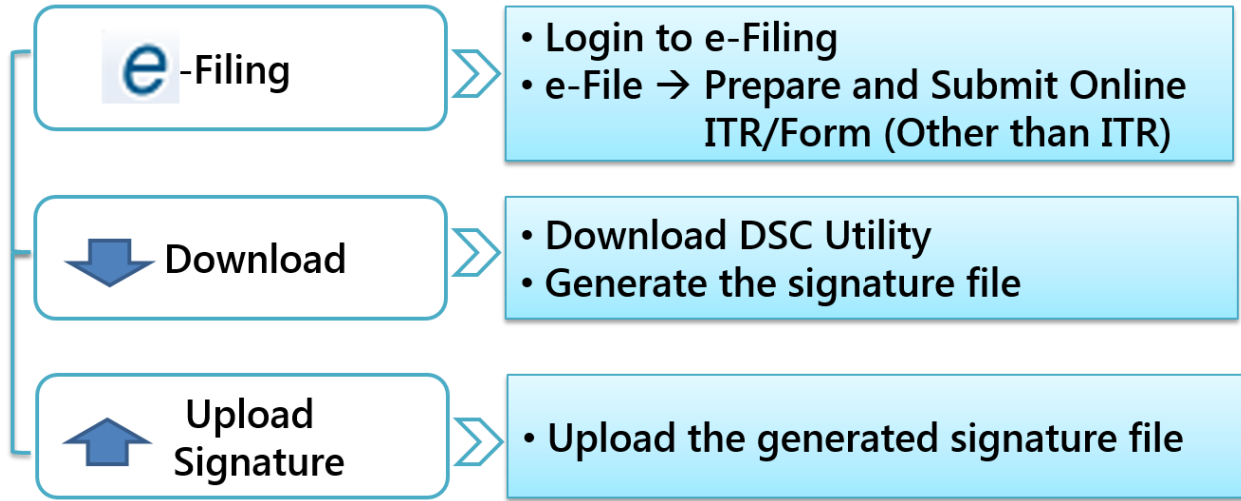 e-Filing
• Login to e-Filing
• e-File → Prepare and Submit Online
ITR/Form (Other than ITR)
Download
• Download DSC Utility
• Generate the signature file
Upload
Signature
• Upload the generated signature file